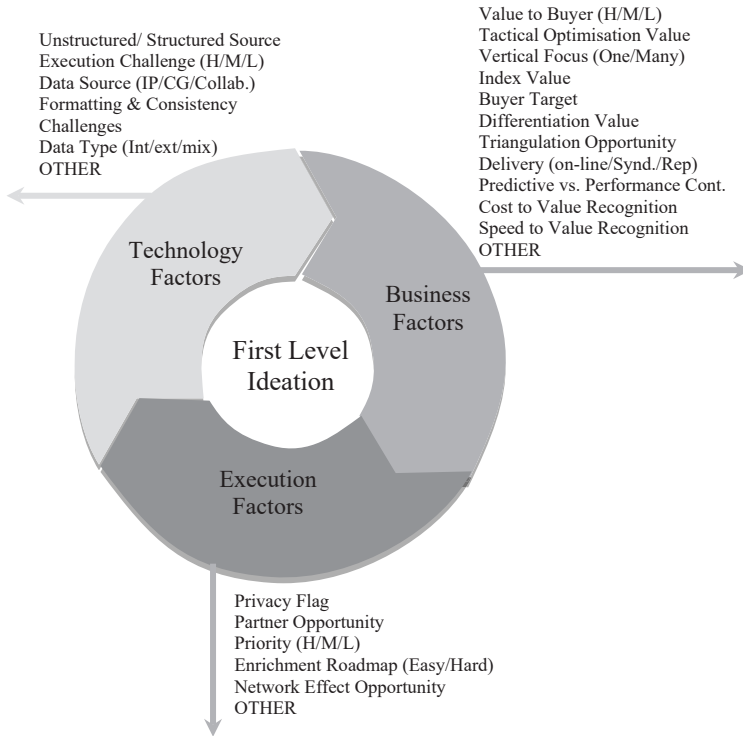 Unstructured/ Structured Source
Execution Challenge (H/M/L)
Data Source (IP/CG/Collab.)
Formatting & Consistency
Challenges
Data Type (Int/ext/mix)
OTHER
Value to Buyer (H/M/L)
Tactical Optimisation Value
Vertical Focus (One/Many)
Index Value
Buyer Target
Differentiation Value
Triangulation Opportunity
Delivery (on-line/Synd./Rep)
Predictive vs. Performance Cont.
Cost to Value Recognition
Speed to Value Recognition
OTHER
Technology
Factors
Business
Factors
First Level
Ideation
Execution
Factors
Privacy Flag
Partner Opportunity
Priority (H/M/L)
Enrichment Roadmap (Easy/Hard)
Network Effect Opportunity
OTHER